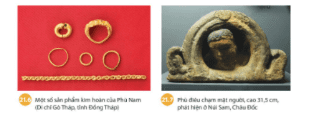 21.6 Một số sản phẩm kim hoàn của Phù Nam
(Di chỉ Gò Tháp, tỉnh Đồng Tháp)
21.7 Phù điêu chạm mặt người, cao 31,5 cm,
phát hiện ở Núi Sam, Châu Đốc